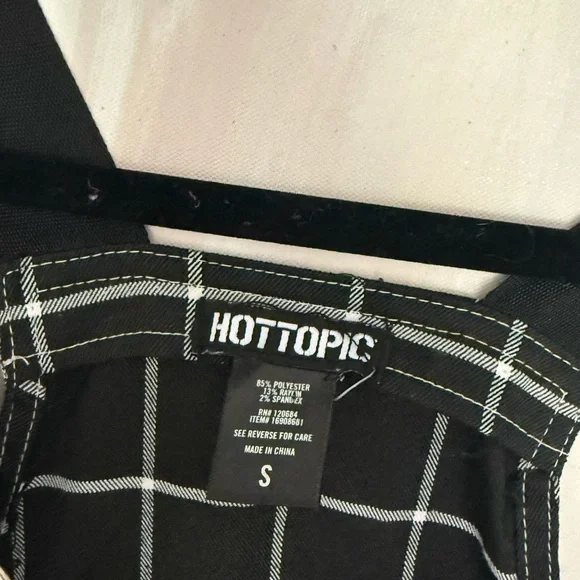 HOTTOPIC
85% POLYESTER
13% RAYON
2% SPANDEX
RN# 120684
ITEM# 16908681
SEE REVERSE FOR CARE
MADE IN CHINA
S